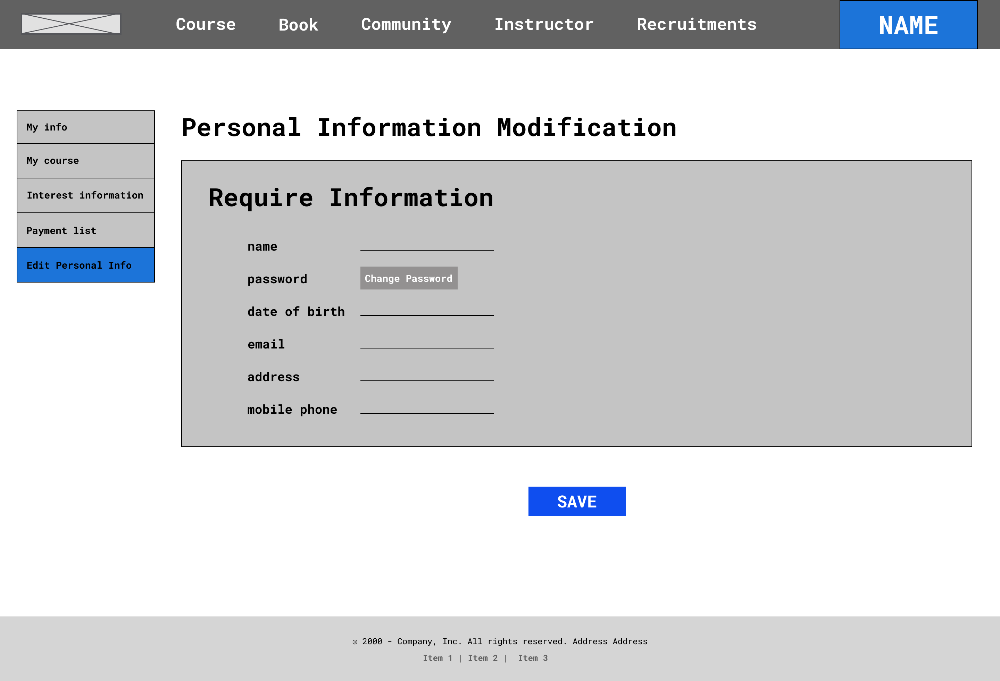 Course Book Community Instructor Recruitments NAME
My info
My course
Interest information
Payment list
Edit Personal Info
Personal Information Modification
Require Information
name
password Change Password
date of birth
email
address
mobile phone
SAVE
© 2000 - Company, Inc. All rights reserved. Address Address
Item 1 | Item 2 | Item 3